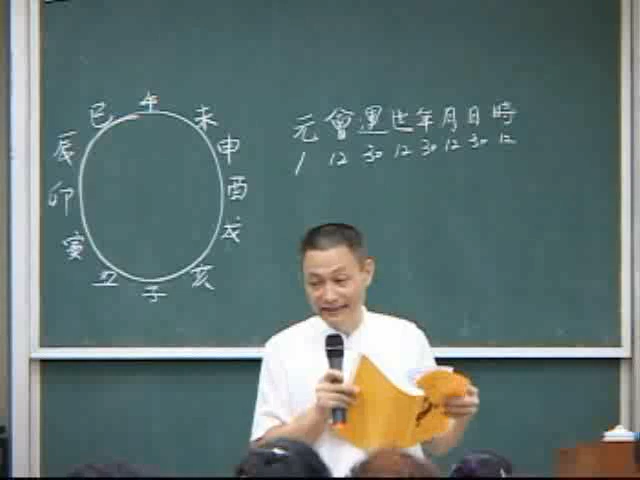 元會運世年月日時
1 12 30 12 30 12 30 12
午
巳 未
辰 申
卯 酉
寅 戌
丑 亥
子